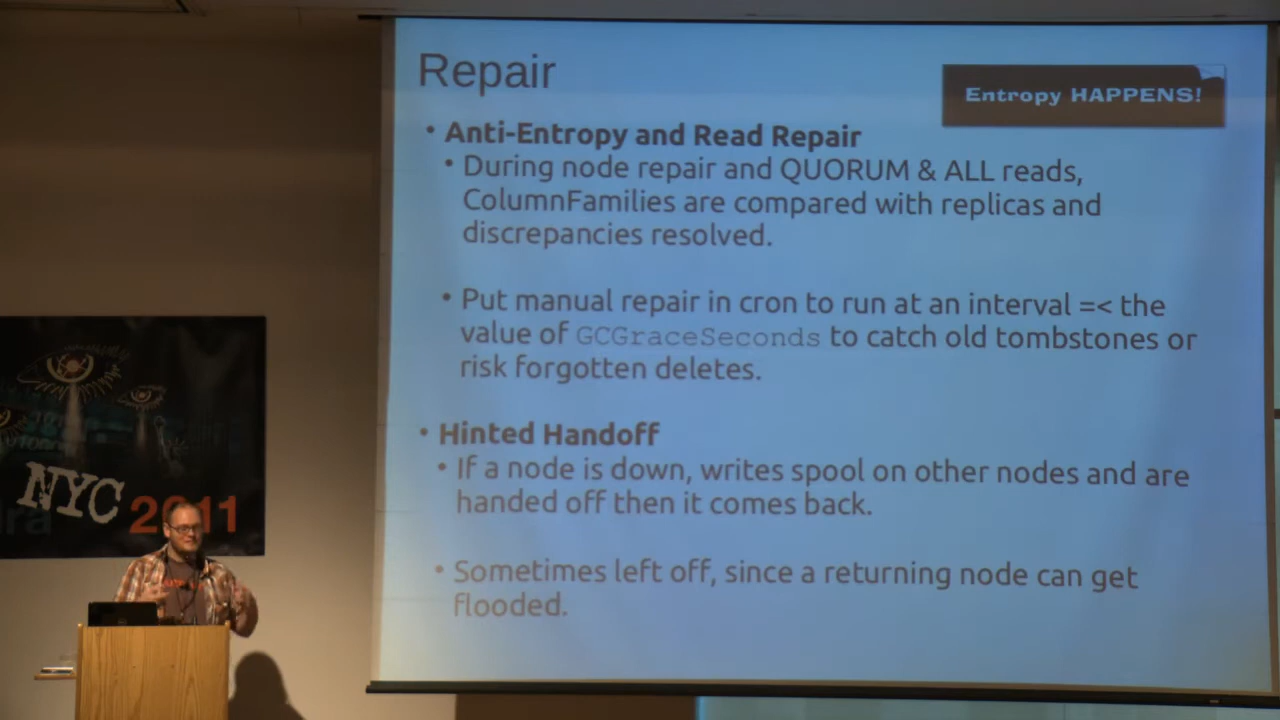 Repair
Entropy HAPPENS!
• Anti-Entropy and Read Repair
• During node repair and QUORUM & ALL reads,
ColumnFamilies are compared with replicas and
discrepancies resolved.
• Put manual repair in cron to run at an interval =< the
value of GCGraceSeconds to catch old tombstones or
risk forgotten deletes.
• Hinted Handoff
• If a node is down, writes spool on other nodes and are
handed off then it comes back.
• Sometimes left off, since a returning node can get
flooded.
NYC
2011